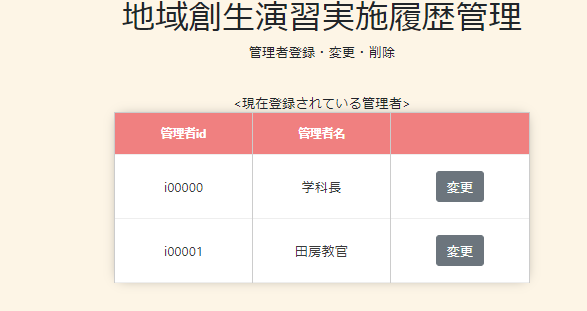 地域創生演習実施履歴管理
管理者登録・変更・削除
<現在登録されている管理者>
管理者id 管理者名
i00000 学科長 変更
i00001 田房教官 変更